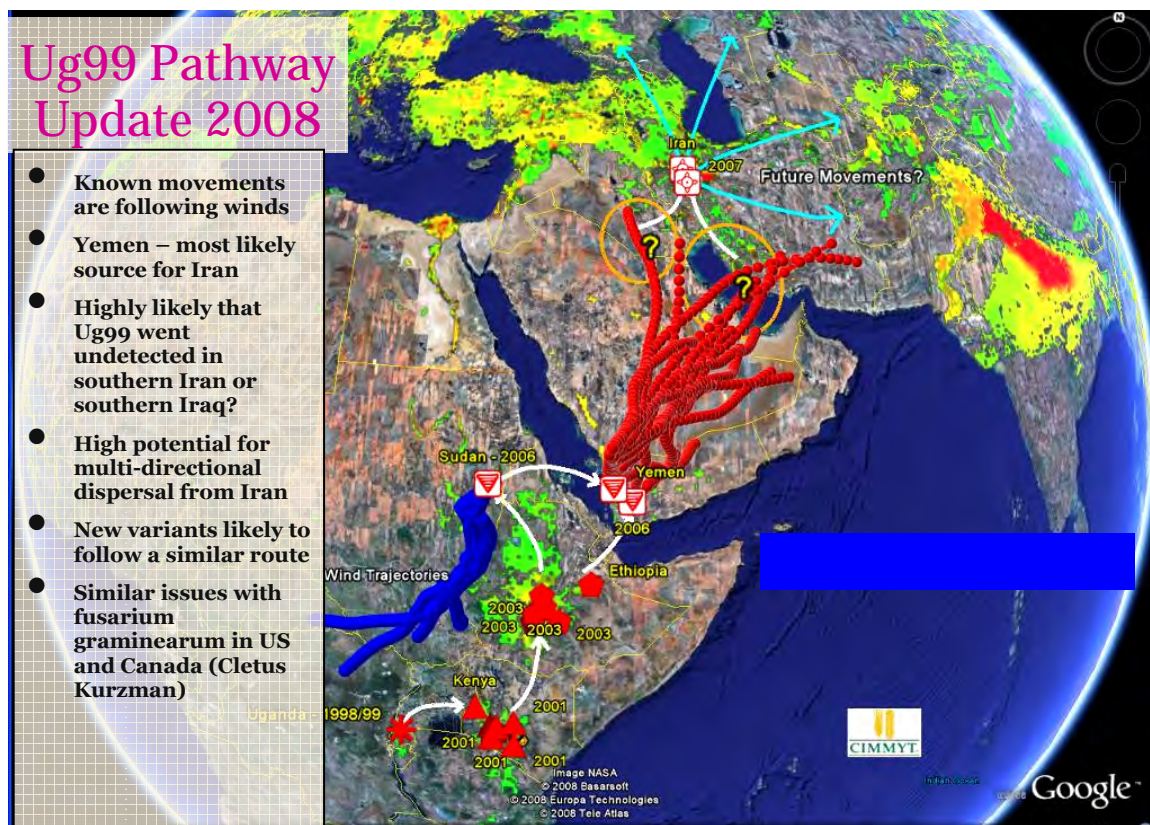 Ug99 Pathway
Update 2008
• Known movements
are following winds
• Yemen – most likely
source for Iran
• Highly likely that
Ug99 went
undetected in
southern Iran or
southern Iraq?
• High potential for
multi-directional
dispersal from Iran
• New variants likely to
follow a similar route
• Similar issues with
fusarium
graminearum in US
and Canada (Cletus
Kurzman)
N
Iran
2007
Future Movements?
?
?
Sudan - 2006
Yemen
2006
Wind Trajectories
Ethiopia
2003
2003
2003
2003
Kenya
Uganda - 1998/99
2001
2001
2001
2001
Image NASA
© 2008 Basarsoft
© 2008 Europa Technologies
© 2008 Tele Atlas
CIMMYT
Indian Ocean
Google